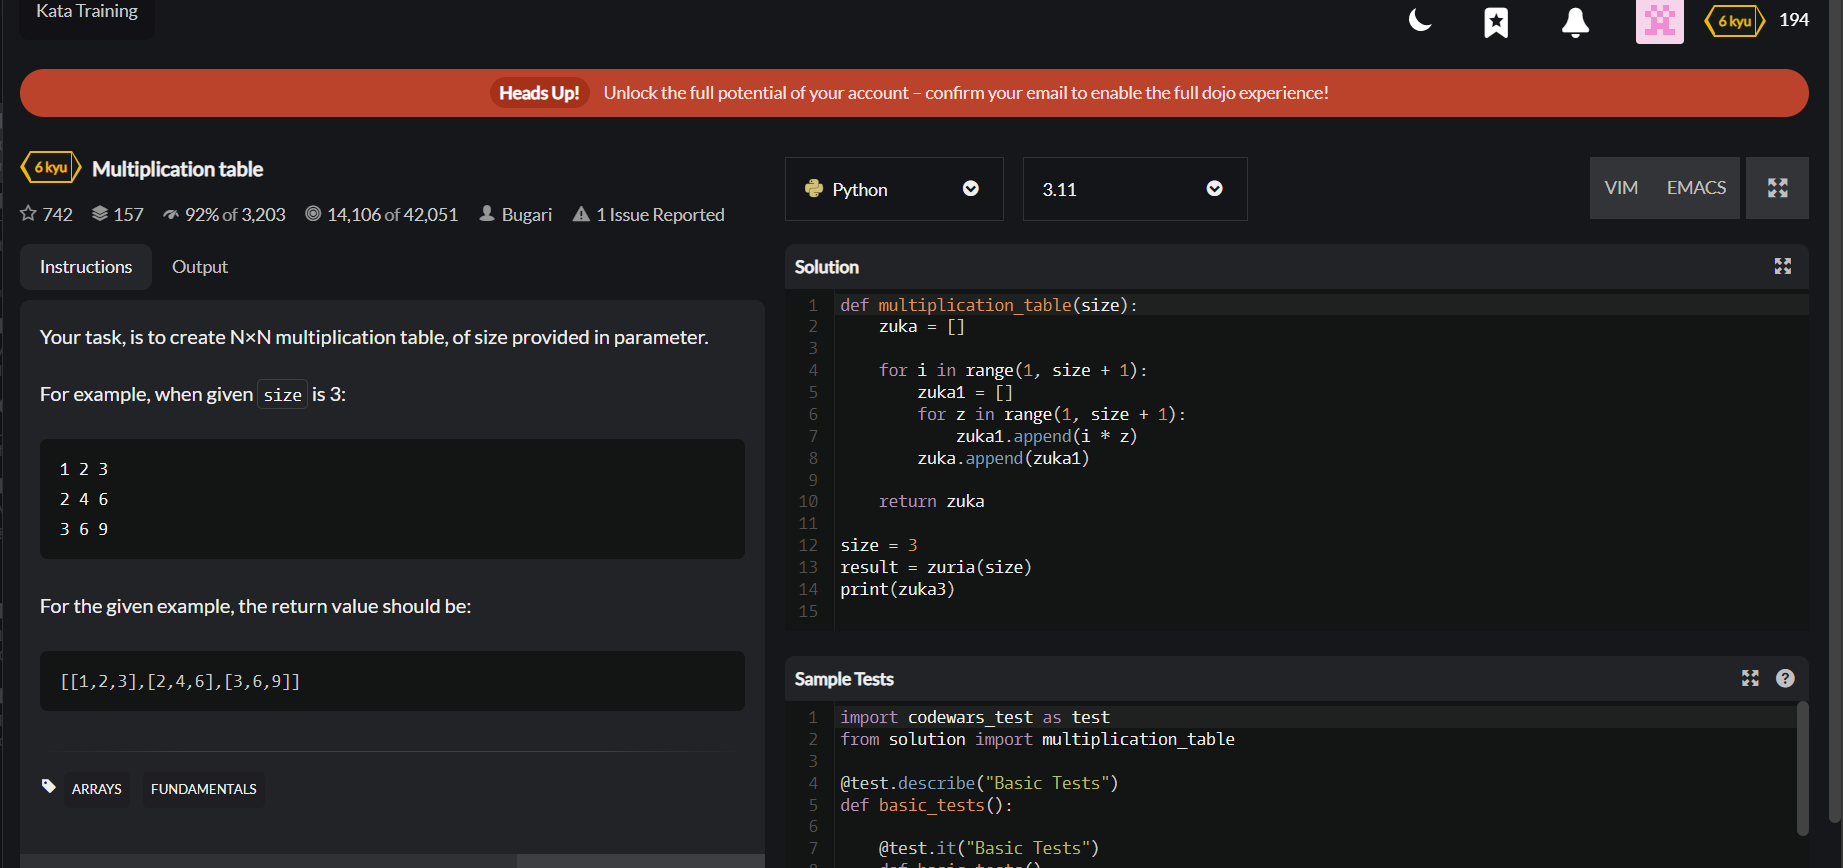 Kata Training
6 kyu 194
Heads Up! Unlock the full potential of your account – confirm your email to enable the full dojo experience!
6 kyu Multiplication table
742 157 92% of 3,203 14,106 of 42,051 Bugari 1 Issue Reported
Instructions Output
Your task, is to create N×N multiplication table, of size provided in parameter.
For example, when given size is 3:
1 2 3
2 4 6
3 6 9
For the given example, the return value should be:
[[1,2,3],[2,4,6],[3,6,9]]
ARRAYS FUNDAMENTALS
Python 3.11 VIM EMACS
Solution
1 def multiplication_table(size):
2     zuka = []
3
4     for i in range(1, size + 1):
5         zuka1 = []
6         for z in range(1, size + 1):
7             zuka1.append(i * z)
8         zuka.append(zuka1)
9
10     return zuka
11
12 size = 3
13 result = zuria(size)
14 print(zuka3)
15
Sample Tests
1 import codewars_test as test
2 from solution import multiplication_table
3
4 @test.describe("Basic Tests")
5 def basic_tests():
6
7     @test.it("Basic Tests")